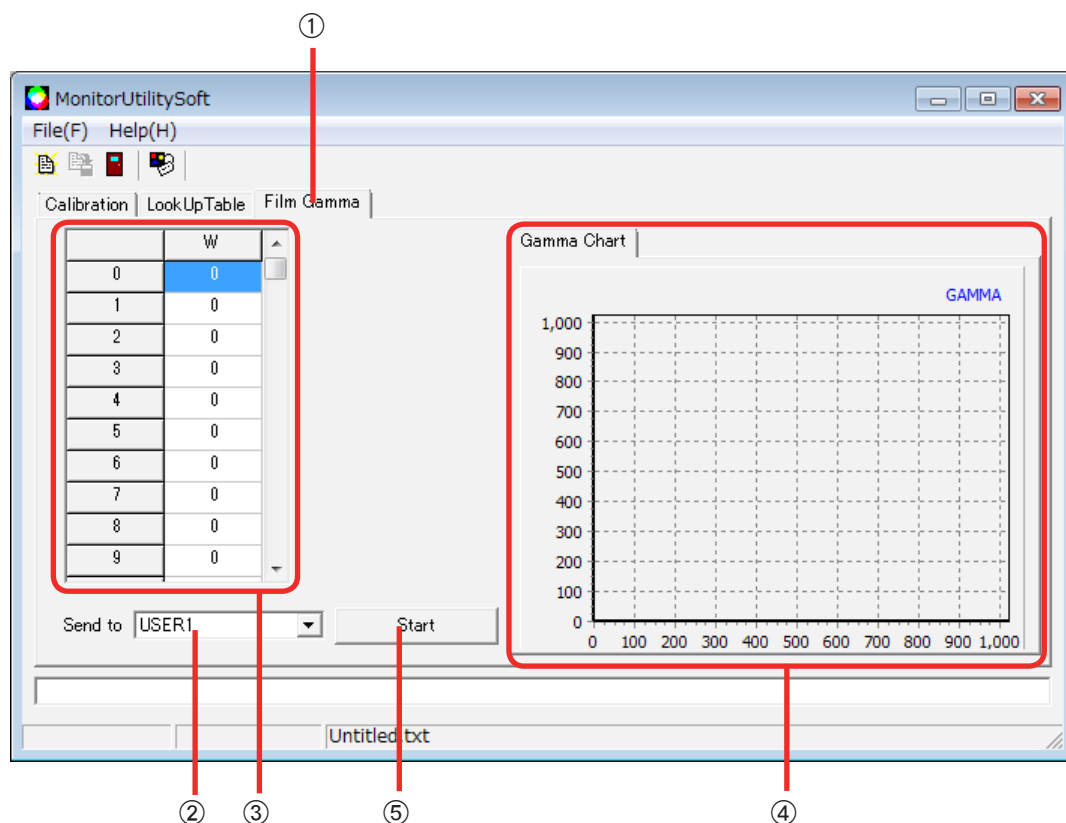 ①
MonitorUtilitySoft
File(F) Help(H)
Calibration LookUpTable Film Gamma
W
0 0
1 0
2 0
3 0
4 0
5 0
6 0
7 0
8 0
9 0
Send to USER1 Start
Gamma Chart
GAMMA
1,000
900
800
700
600
500
400
300
200
100
0
0 100 200 300 400 500 600 700 800 900 1,000
Untitled.txt
② ③ ⑤ ④